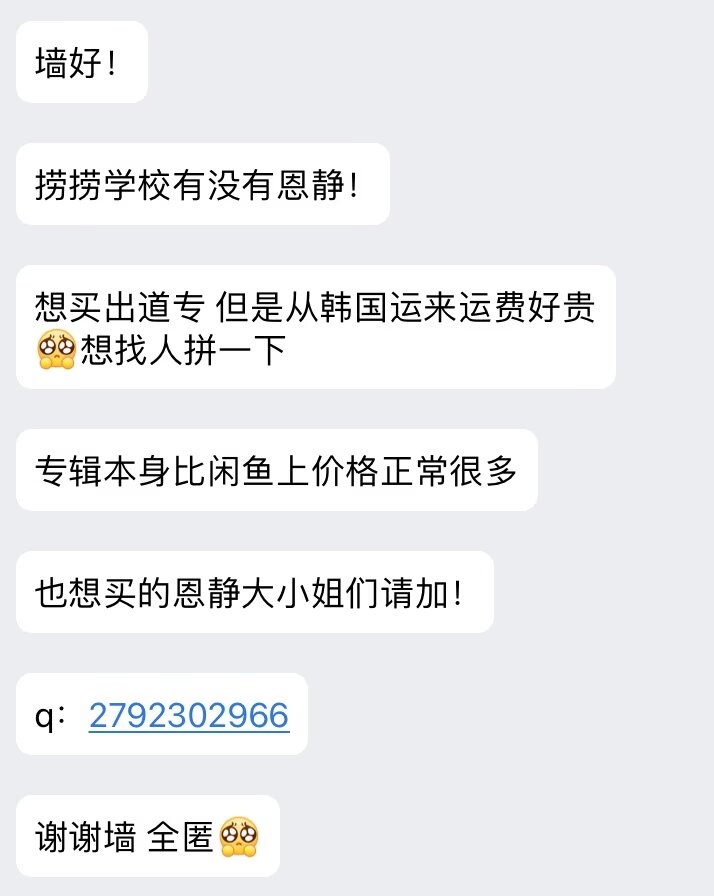 墙好！
捞捞学校有没有恩静！
想买出道专 但是从韩国运来运费好贵
🥺想找人拼一下
专辑本身比闲鱼上价格正常很多
也想买的恩静大小姐们请加！
q：2792302966
谢谢墙 全匿🥺